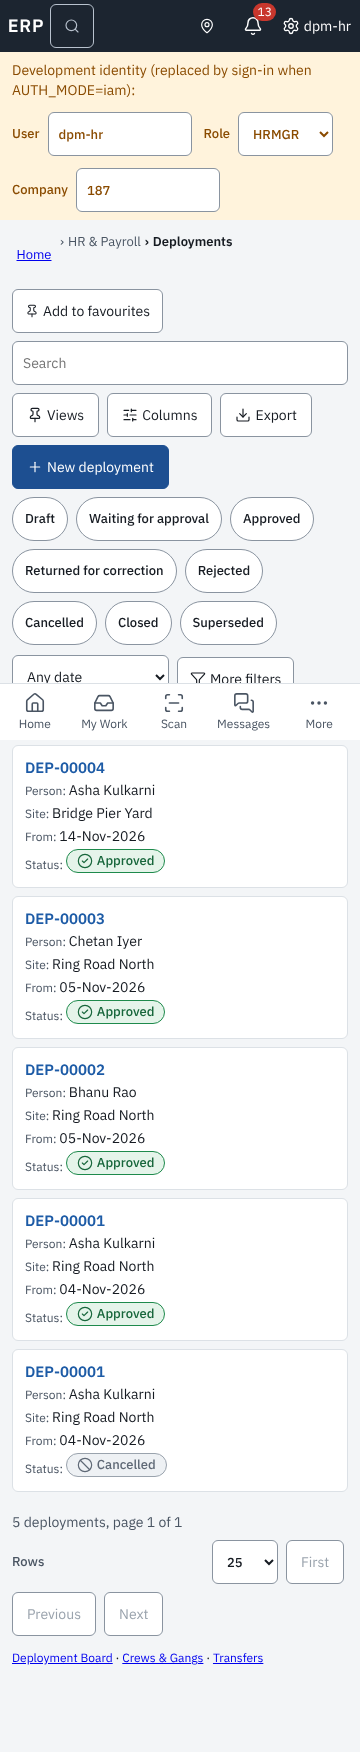 ERP
13
dpm-hr
Development identity (replaced by sign-in when
AUTH_MODE=iam):
User dpm-hr Role HRMGR
Company 187
Home › HR & Payroll › Deployments
Add to favourites
Search
Views Columns Export
New deployment
Draft Waiting for approval Approved
Returned for correction Rejected
Cancelled Closed Superseded
Any date More filters
Home My Work Scan Messages More
DEP-00004
Person: Asha Kulkarni
Site: Bridge Pier Yard
From: 14-Nov-2026
Status: Approved
DEP-00003
Person: Chetan Iyer
Site: Ring Road North
From: 05-Nov-2026
Status: Approved
DEP-00002
Person: Bhanu Rao
Site: Ring Road North
From: 05-Nov-2026
Status: Approved
DEP-00001
Person: Asha Kulkarni
Site: Ring Road North
From: 04-Nov-2026
Status: Approved
DEP-00001
Person: Asha Kulkarni
Site: Ring Road North
From: 04-Nov-2026
Status: Cancelled
5 deployments, page 1 of 1
Rows 25 First
Previous Next
Deployment Board · Crews & Gangs · Transfers